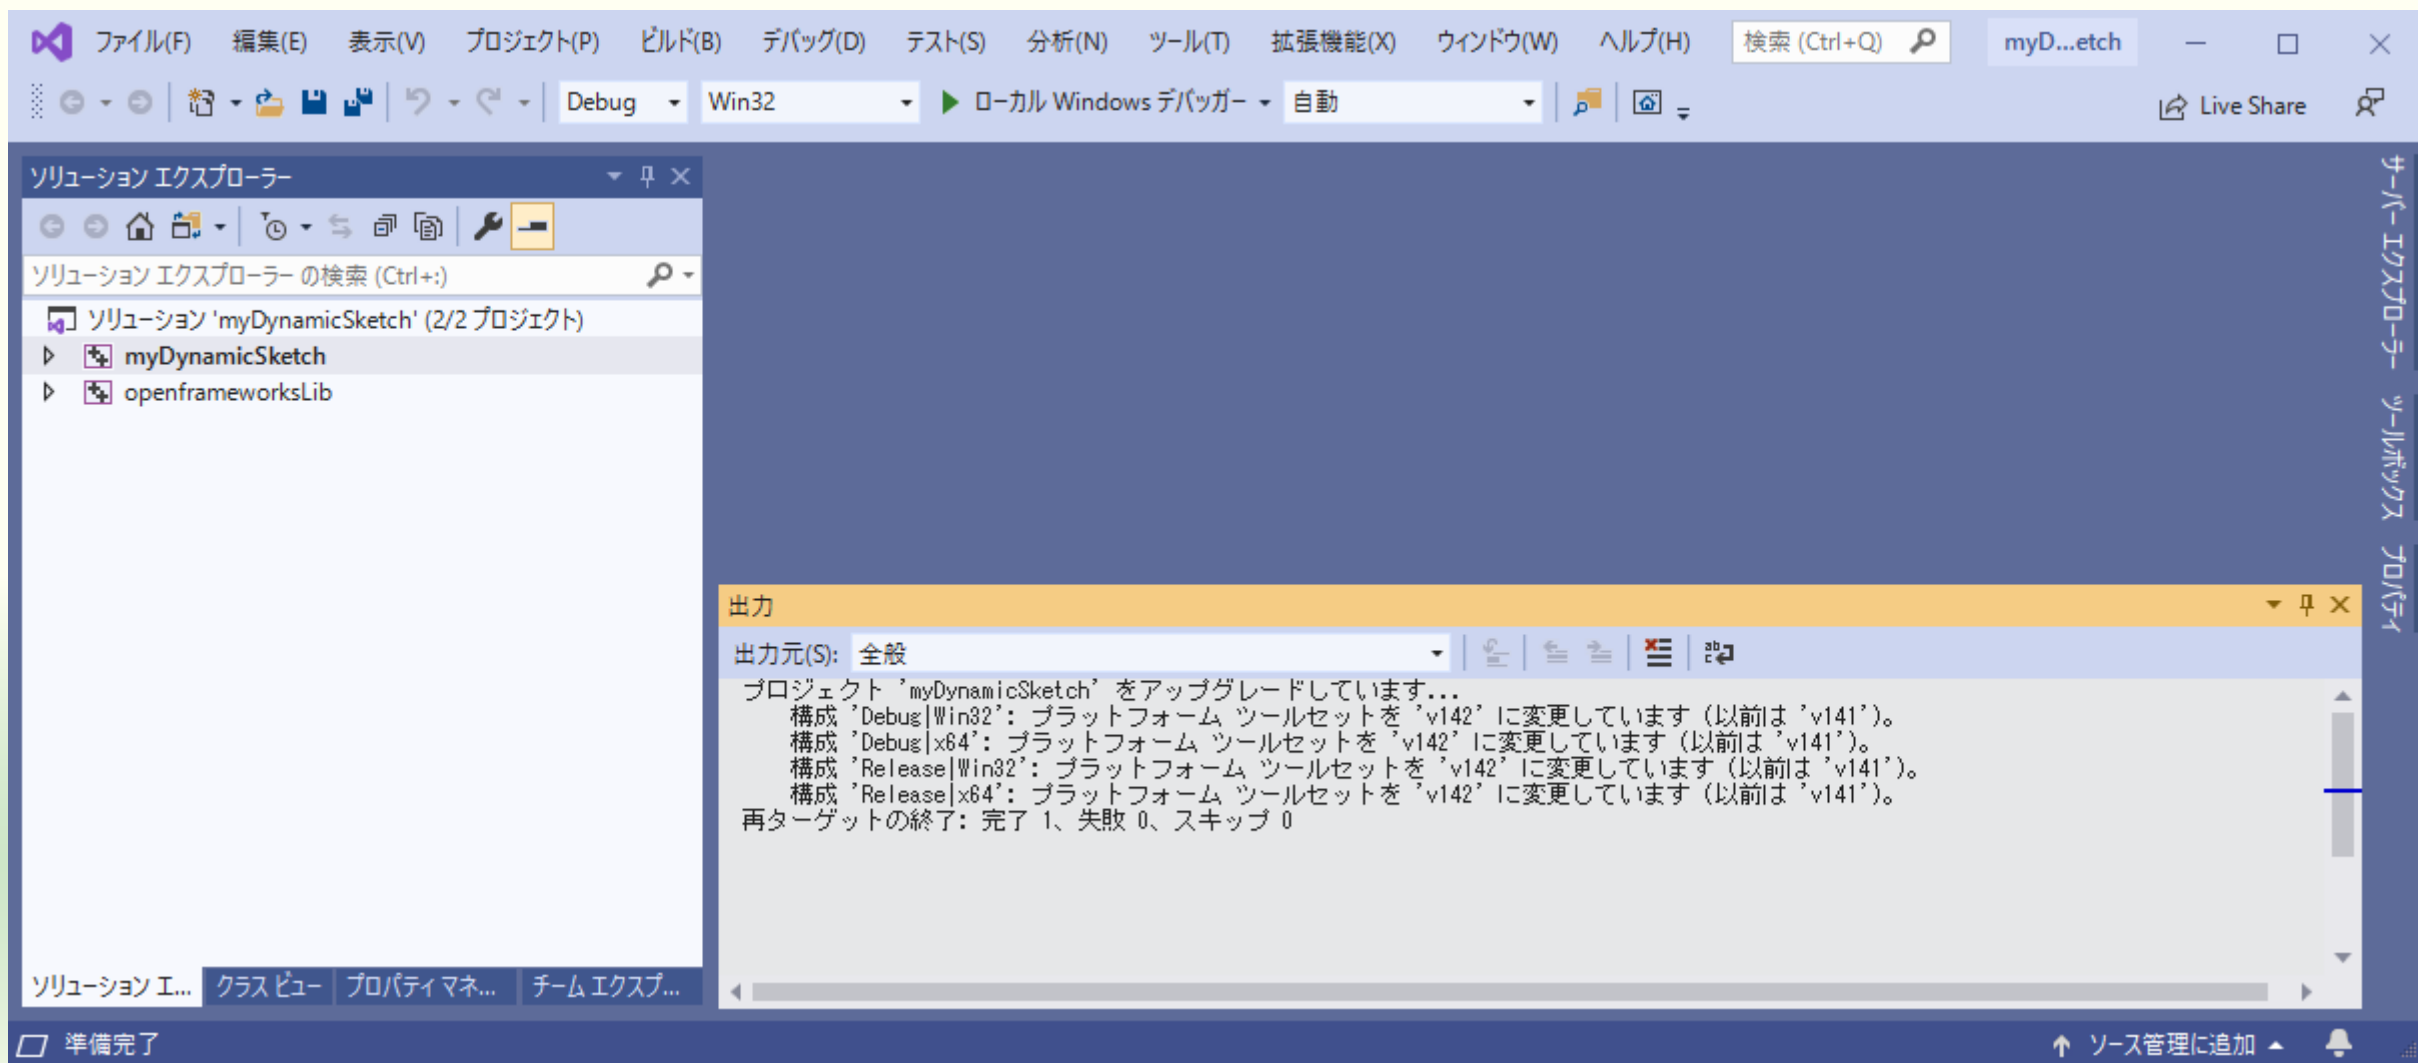 ファイル(F) 編集(E) 表示(V) プロジェクト(P) ビルド(B) デバッグ(D) テスト(S) 分析(N) ツール(T) 拡張機能(X) ウィンドウ(W) ヘルプ(H) 検索 (Ctrl+Q) myD...etch
Debug Win32 ローカル Windows デバッガー 自動 Live Share
ソリューション エクスプローラー
ソリューション エクスプローラー の検索 (Ctrl+:)
ソリューション 'myDynamicSketch' (2/2 プロジェクト)
myDynamicSketch
openframeworksLib
ソリューション エ... クラス ビュー プロパティ マネ... チーム エクスプ...
出力
出力元(S): 全般
プロジェクト 'myDynamicSketch' をアップグレードしています...
構成 'Debug|Win32': プラットフォーム ツールセットを 'v142' に変更しています (以前は 'v141')。
構成 'Debug|x64': プラットフォーム ツールセットを 'v142' に変更しています (以前は 'v141')。
構成 'Release|Win32': プラットフォーム ツールセットを 'v142' に変更しています (以前は 'v141')。
構成 'Release|x64': プラットフォーム ツールセットを 'v142' に変更しています (以前は 'v141')。
再ターゲットの終了: 完了 1、失敗 0、スキップ 0
サーバー エクスプローラー
ツールボックス
プロパティ
準備完了 ソース管理に追加